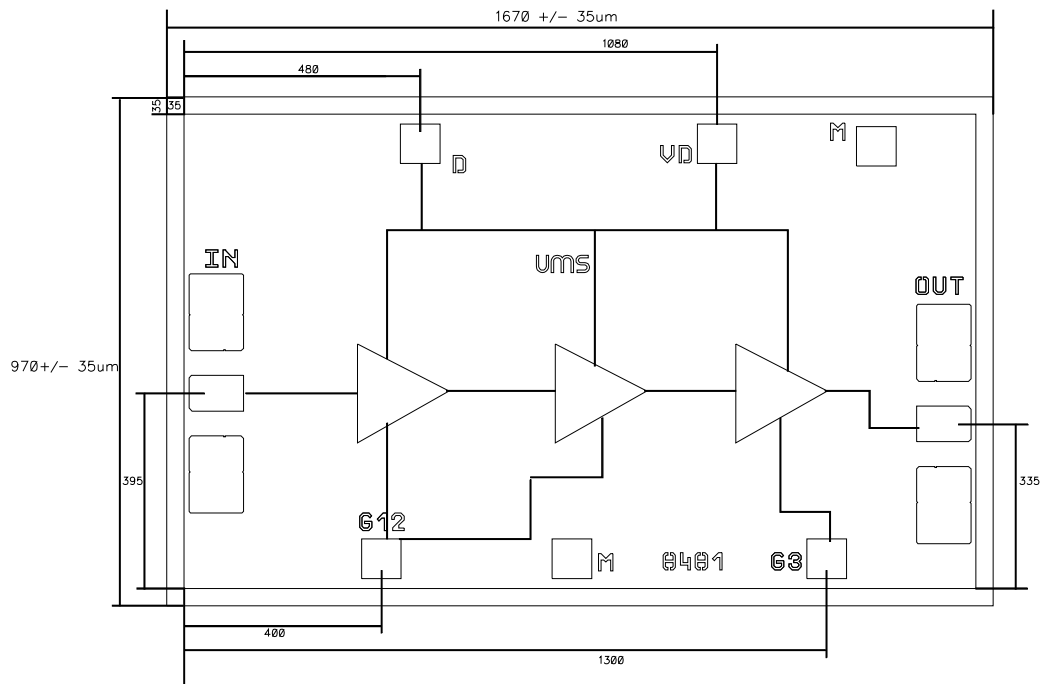 1670 +/- 35um
1080
480
35
35
M
D
VD
IN
UMS
OUT
970+/- 35um
395
335
G12
M
0401
G3
400
1300